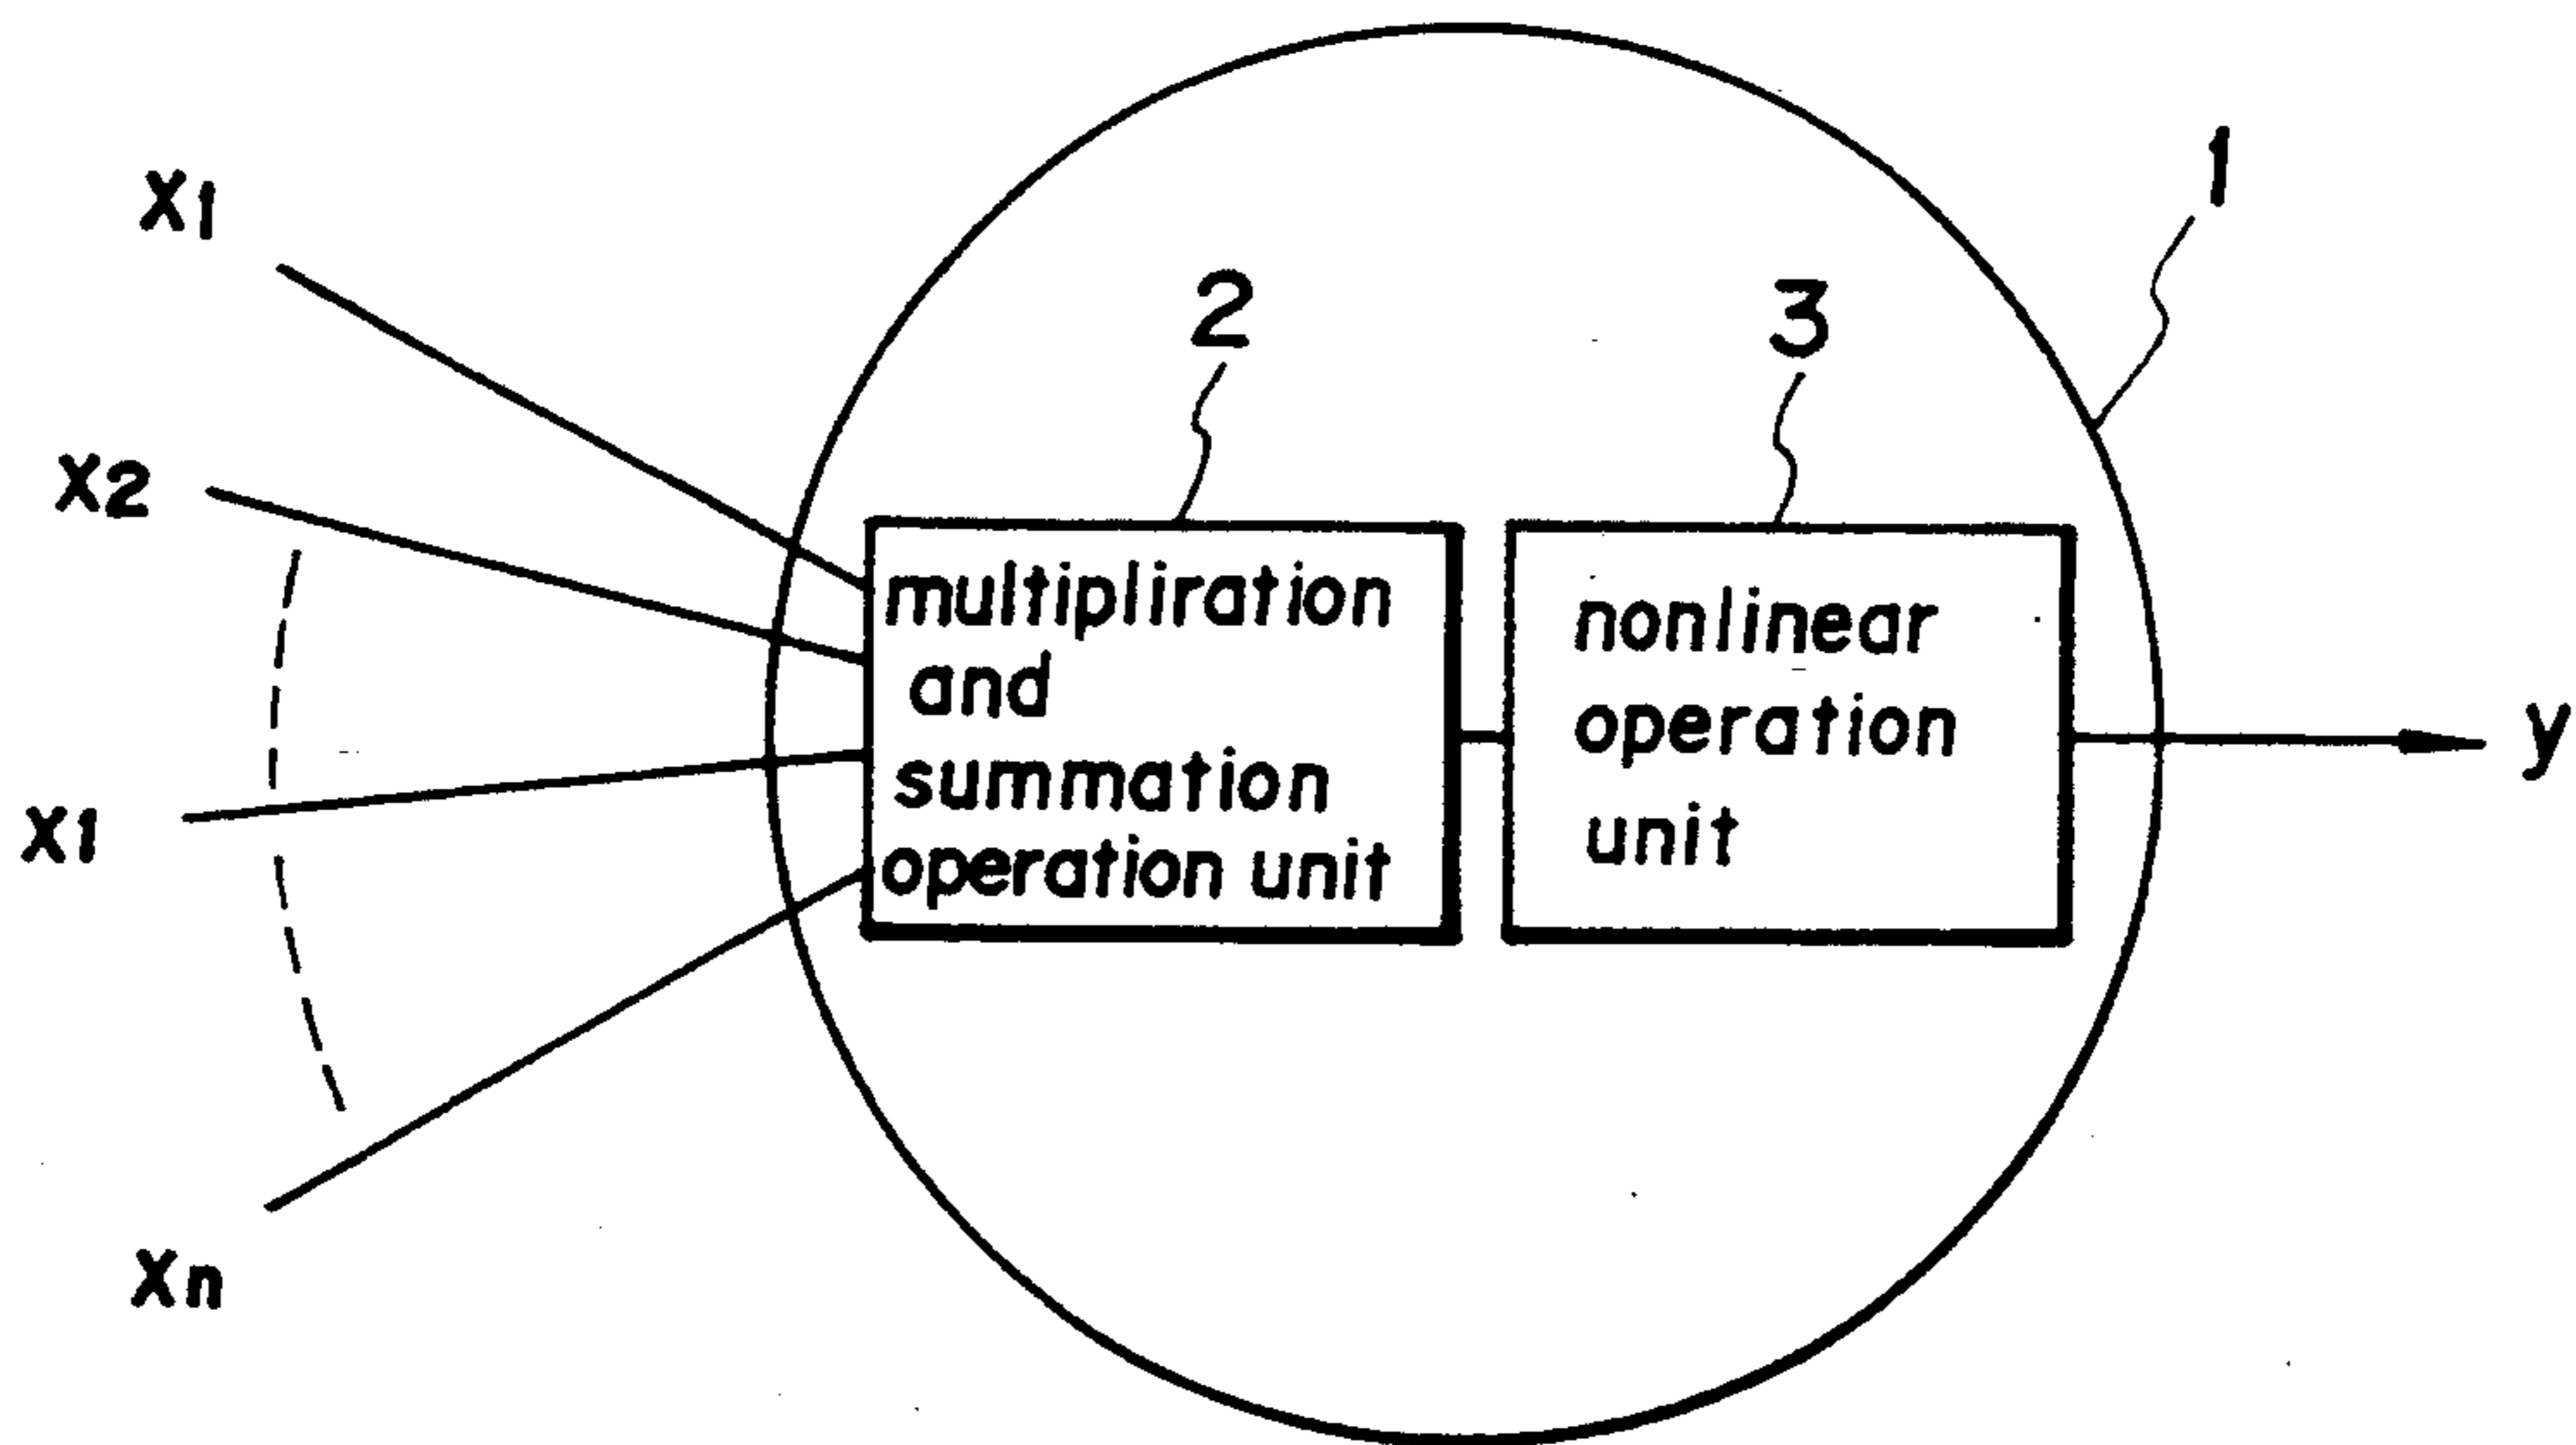 X1
1
2
3
X2
multipliration
and
summation
operation unit
nonlinear
operation
unit
y
X1
Xn